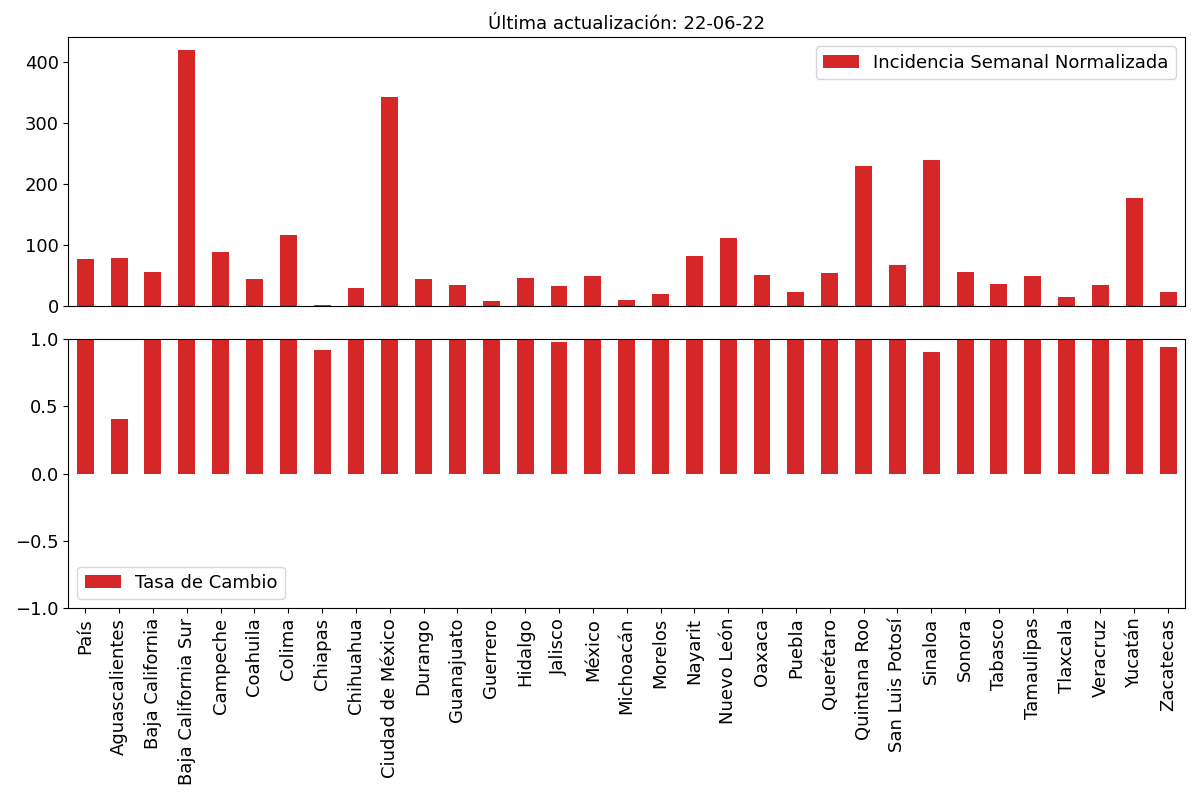 Última actualización: 22-06-22
Incidencia Semanal Normalizada
400
300
200
100
0
1.0
0.5
0.0
−0.5
−1.0
Tasa de Cambio
País
Aguascalientes
Baja California
Baja California Sur
Campeche
Coahuila
Colima
Chiapas
Chihuahua
Ciudad de México
Durango
Guanajuato
Guerrero
Hidalgo
Jalisco
México
Michoacán
Morelos
Nayarit
Nuevo León
Oaxaca
Puebla
Querétaro
Quintana Roo
San Luis Potosí
Sinaloa
Sonora
Tabasco
Tamaulipas
Tlaxcala
Veracruz
Yucatán
Zacatecas